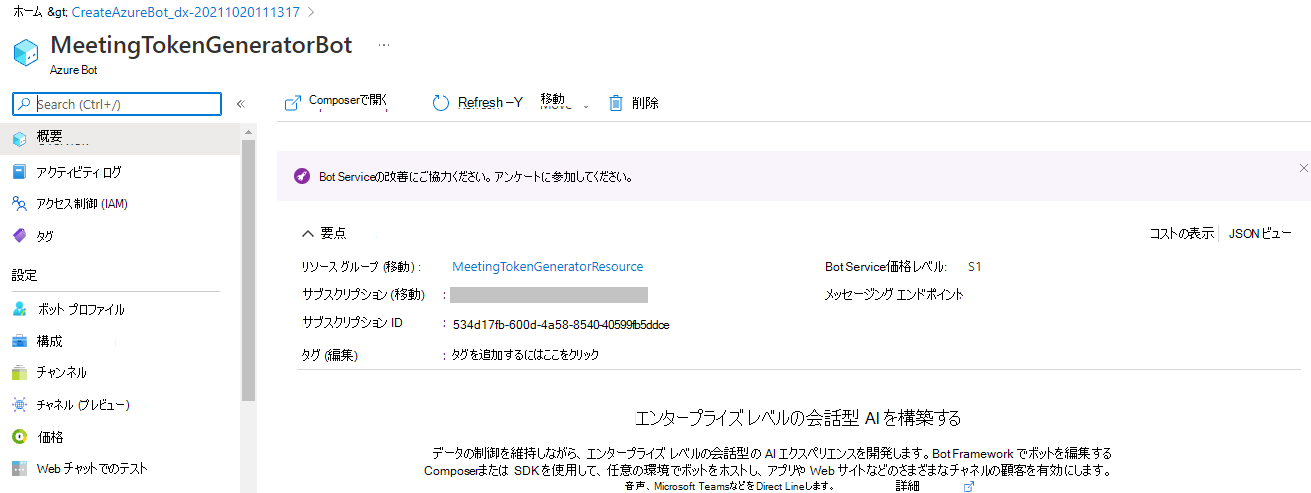 ホーム &gt; CreateAzureBot_dx-20211020111317 >
MeetingTokenGeneratorBot ...
Azure Bot
Search (Ctrl+/) «
概要
アクティビティ ログ
アクセス制御 (IAM)
タグ
設定
ボット プロファイル
構成
チャンネル
チャネル (プレビュー)
価格
Web チャットでのテスト
Composerで開く Refresh –Y 移動 削除
Bot Serviceの改善にご協力ください。アンケートに参加してください。
要点 コストの表示 JSON ビュー
リソース グループ (移動) : MeetingTokenGeneratorResource Bot Service価格レベル: S1
サブスクリプション (移動) : メッセージング エンドポイント
サブスクリプション ID : 534d17fb-600d-4a58-8540-40599fb5ddce
タグ (編集) : タグを追加するにはここをクリック
エンタープライズ レベルの会話型 AI を構築する
データの制御を維持しながら、エンタープライズ レベルの会話型の AI エクスペリエンスを開発します。Bot Framework でボットを編集する
Composerまたは SDK を使用して、任意の環境でボットをホストし、アプリや Web サイトなどのさまざまなチャネルの顧客を有効にします。
音声、Microsoft TeamsなどをDirect Lineします。 詳細